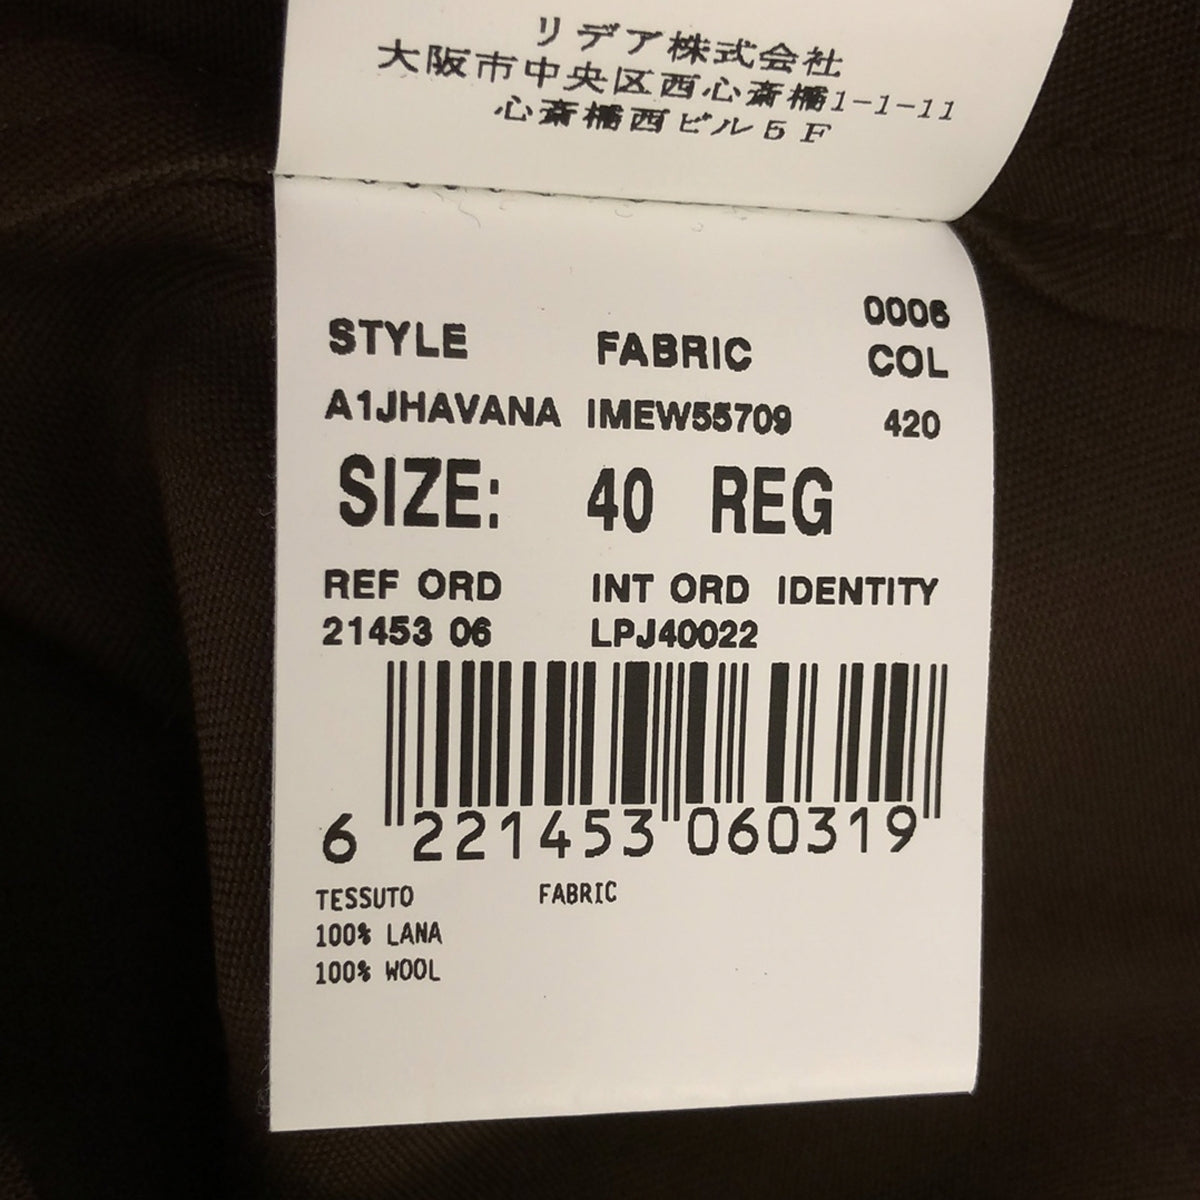 リデア株式会社
大阪市中央区西心斎橋1-1-11
心斎橋西ビル5F
0006
STYLE FABRIC COL
A1JHAVANA IMEW55709 420
SIZE: 40 REG
REF ORD INT ORD IDENTITY
21453 06 LPJ40022
6 221453 060319
TESSUTO FABRIC
100% LANA
100% WOOL